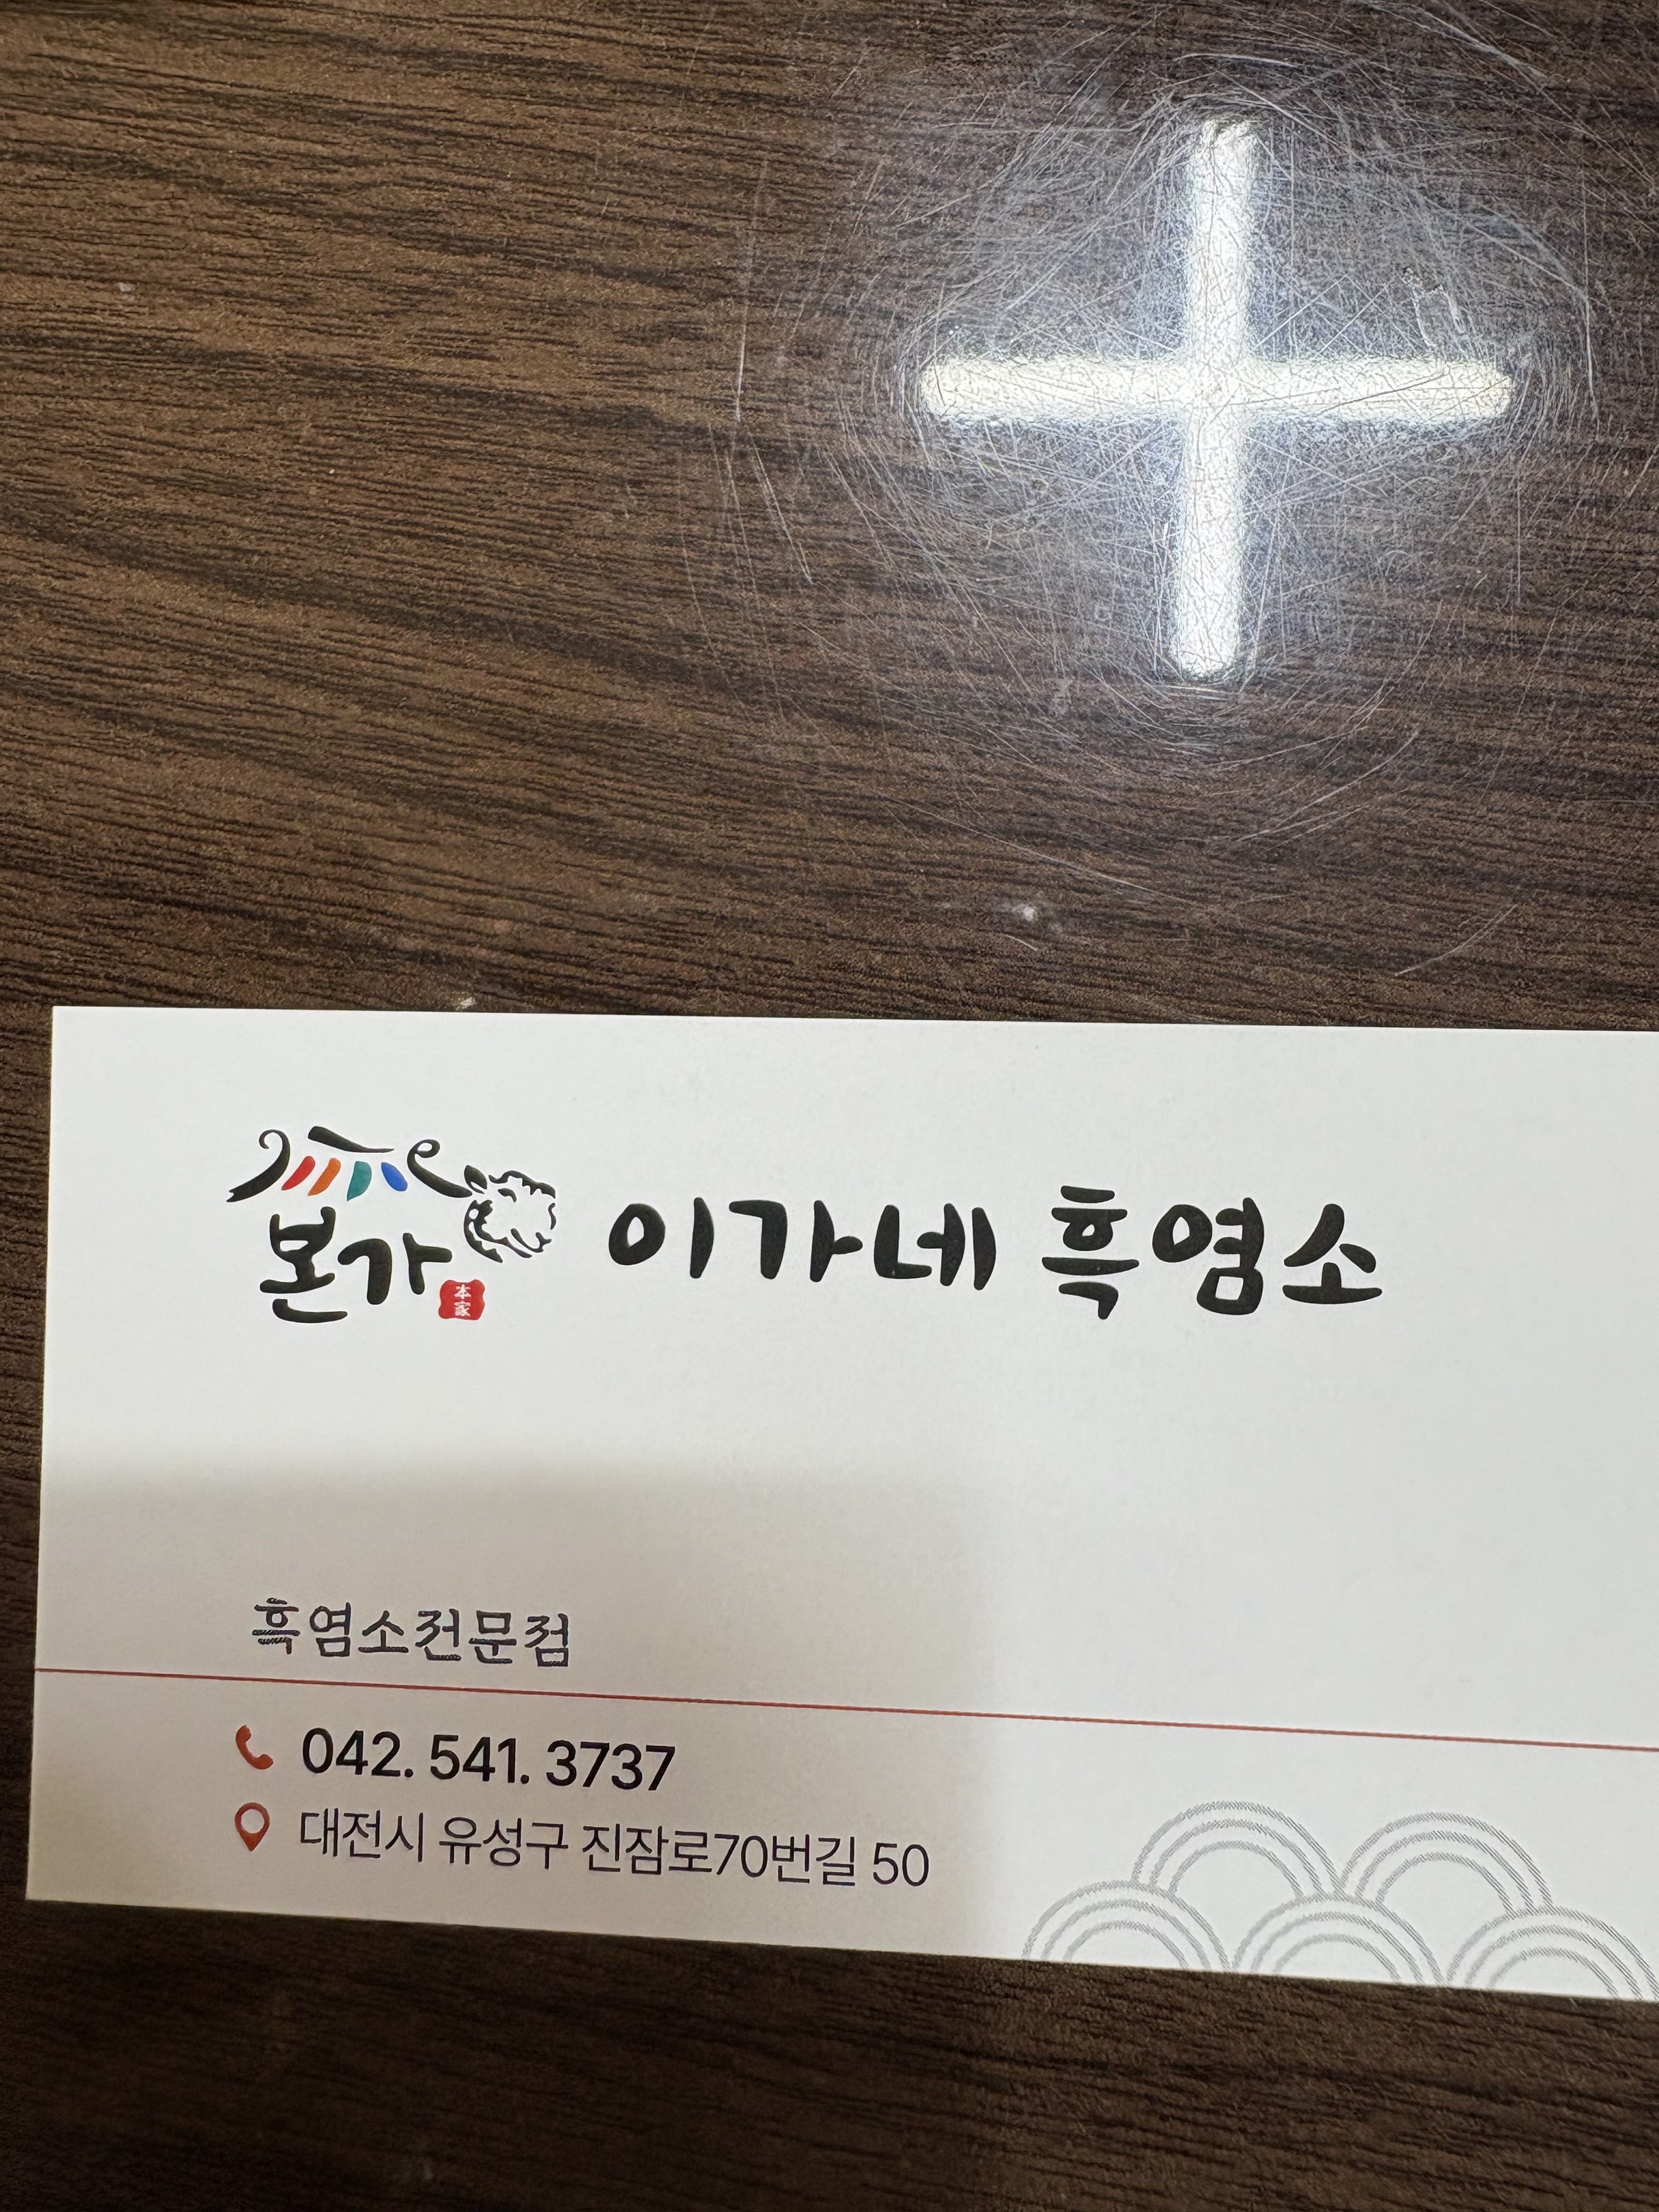 본가 이가네 흑염소
本家
흑염소전문점
042. 541. 3737
대전시 유성구 진잠로70번길 50